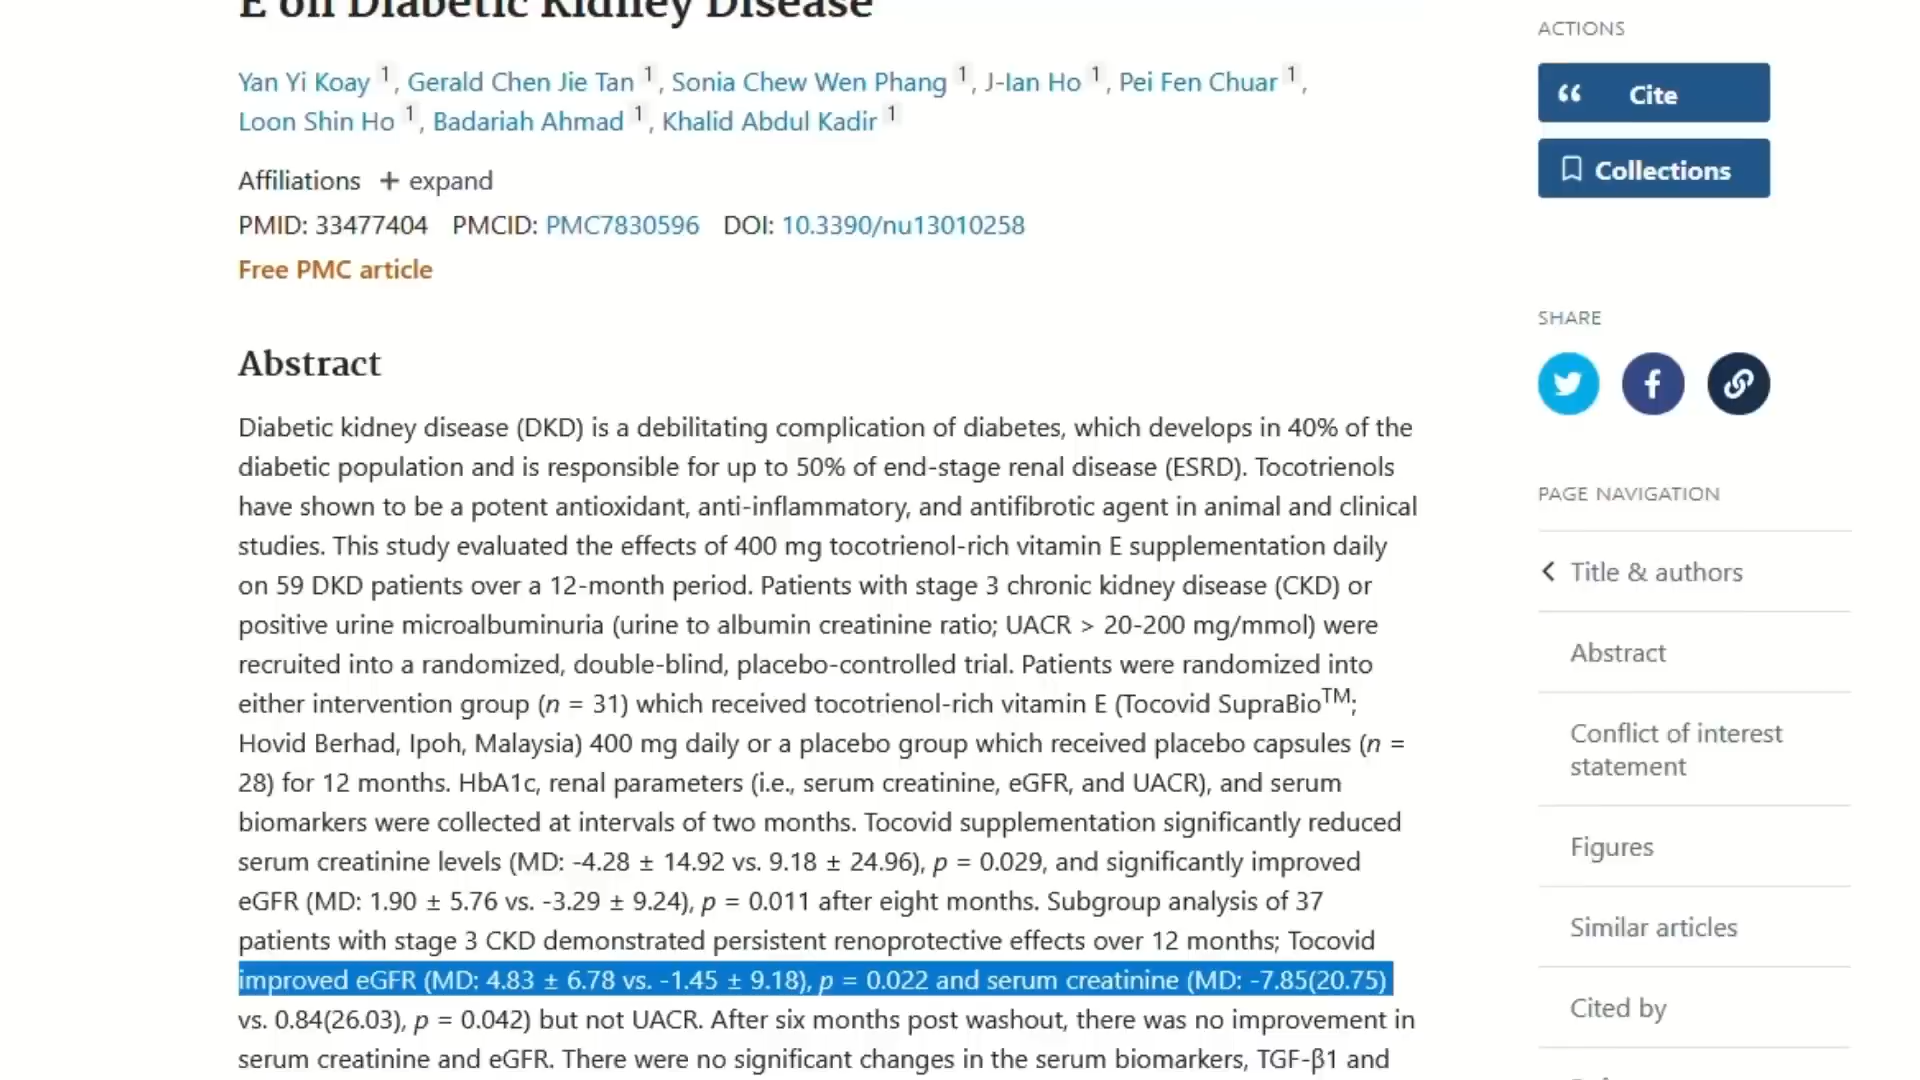 E on Diabetic Kidney Disease
Yan Yi Koay 1, Gerald Chen Jie Tan 1, Sonia Chew Wen Phang 1, J-Ian Ho 1, Pei Fen Chuar 1,
Loon Shin Ho 1, Badariah Ahmad 1, Khalid Abdul Kadir 1
Affiliations + expand
PMID: 33477404 PMCID: PMC7830596 DOI: 10.3390/nu13010258
Free PMC article
Abstract
Diabetic kidney disease (DKD) is a debilitating complication of diabetes, which develops in 40% of the
diabetic population and is responsible for up to 50% of end-stage renal disease (ESRD). Tocotrienols
have shown to be a potent antioxidant, anti-inflammatory, and antifibrotic agent in animal and clinical
studies. This study evaluated the effects of 400 mg tocotrienol-rich vitamin E supplementation daily
on 59 DKD patients over a 12-month period. Patients with stage 3 chronic kidney disease (CKD) or
positive urine microalbuminuria (urine to albumin creatinine ratio; UACR > 20-200 mg/mmol) were
recruited into a randomized, double-blind, placebo-controlled trial. Patients were randomized into
either intervention group (n = 31) which received tocotrienol-rich vitamin E (Tocovid SupraBioTM;
Hovid Berhad, Ipoh, Malaysia) 400 mg daily or a placebo group which received placebo capsules (n =
28) for 12 months. HbA1c, renal parameters (i.e., serum creatinine, eGFR, and UACR), and serum
biomarkers were collected at intervals of two months. Tocovid supplementation significantly reduced
serum creatinine levels (MD: -4.28 ± 14.92 vs. 9.18 ± 24.96), p = 0.029, and significantly improved
eGFR (MD: 1.90 ± 5.76 vs. -3.29 ± 9.24), p = 0.011 after eight months. Subgroup analysis of 37
patients with stage 3 CKD demonstrated persistent renoprotective effects over 12 months; Tocovid
improved eGFR (MD: 4.83 ± 6.78 vs. -1.45 ± 9.18), p = 0.022 and serum creatinine (MD: -7.85(20.75)
vs. 0.84(26.03), p = 0.042) but not UACR. After six months post washout, there was no improvement in
serum creatinine and eGFR. There were no significant changes in the serum biomarkers, TGF-β1 and
ACTIONS
Cite
Collections
SHARE
PAGE NAVIGATION
Title & authors
Abstract
Conflict of interest
statement
Figures
Similar articles
Cited by